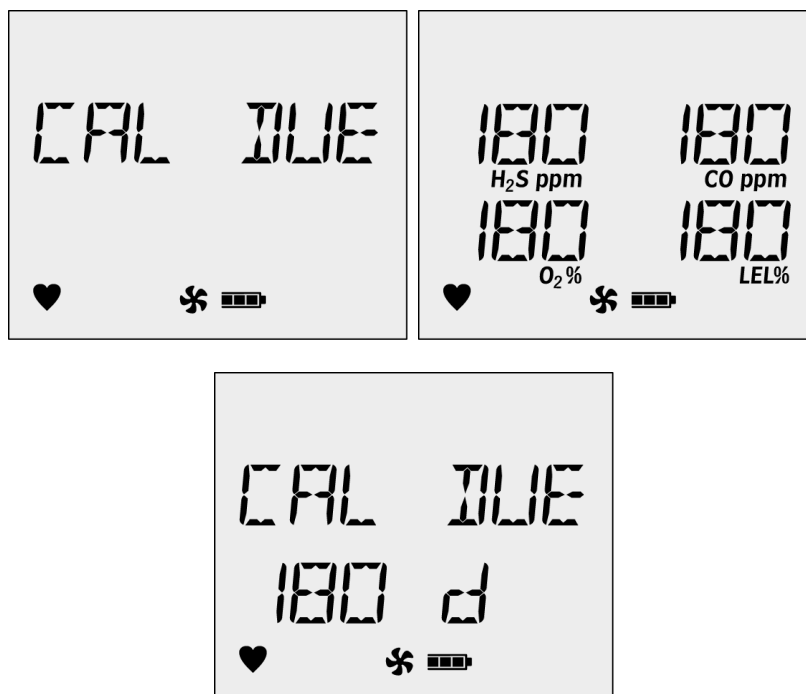 CAL DUE
180 180
H₂S ppm CO ppm
180 180
O₂% LEL%
CAL DUE
180 d